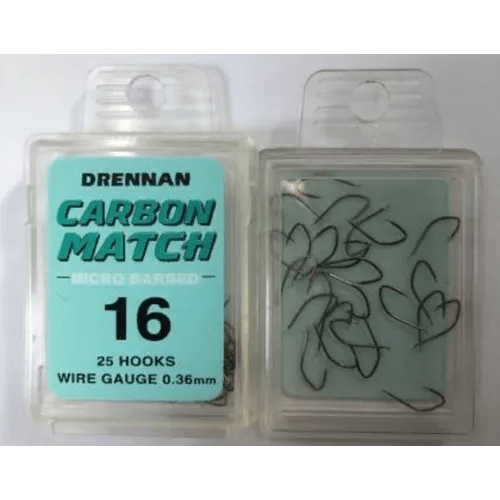 DRENNAN
CARBON
MATCH
MICRO BARBED
16
25 HOOKS
WIRE GAUGE 0.36mm